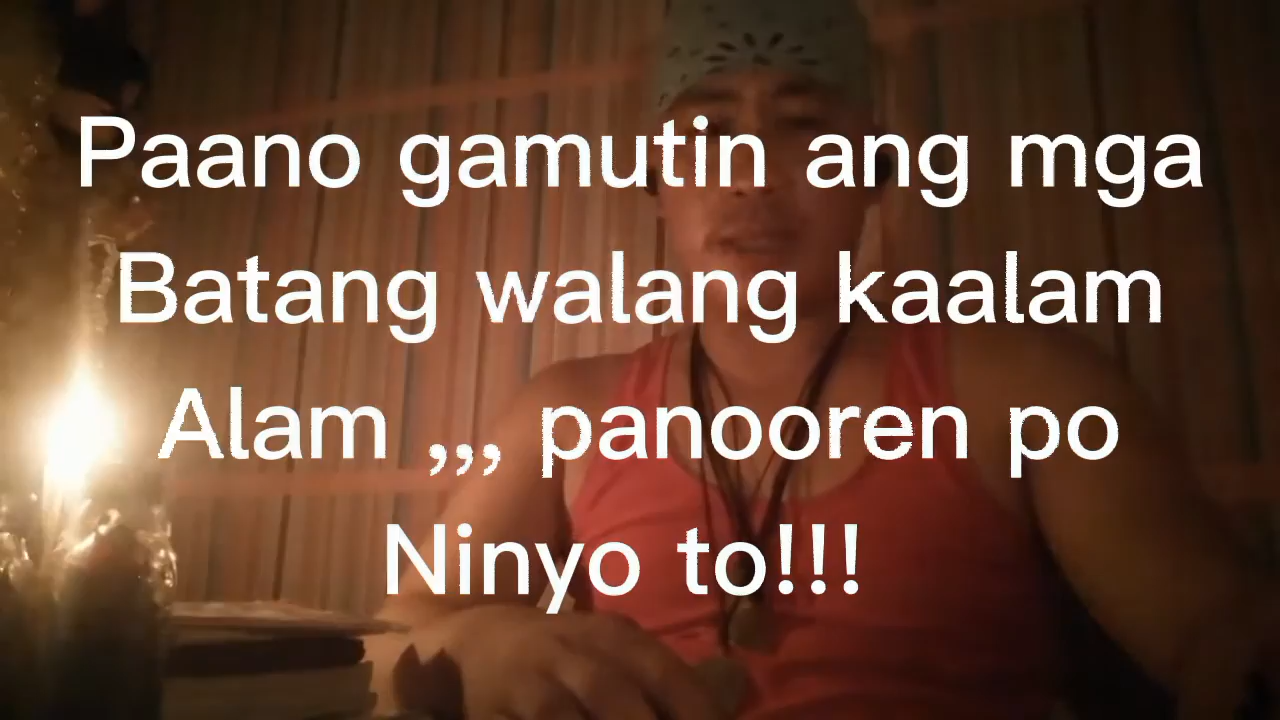 Paano gamutin ang mga
Batang walang kaalam
Alam ,,, panooren po
Ninyo to!!!